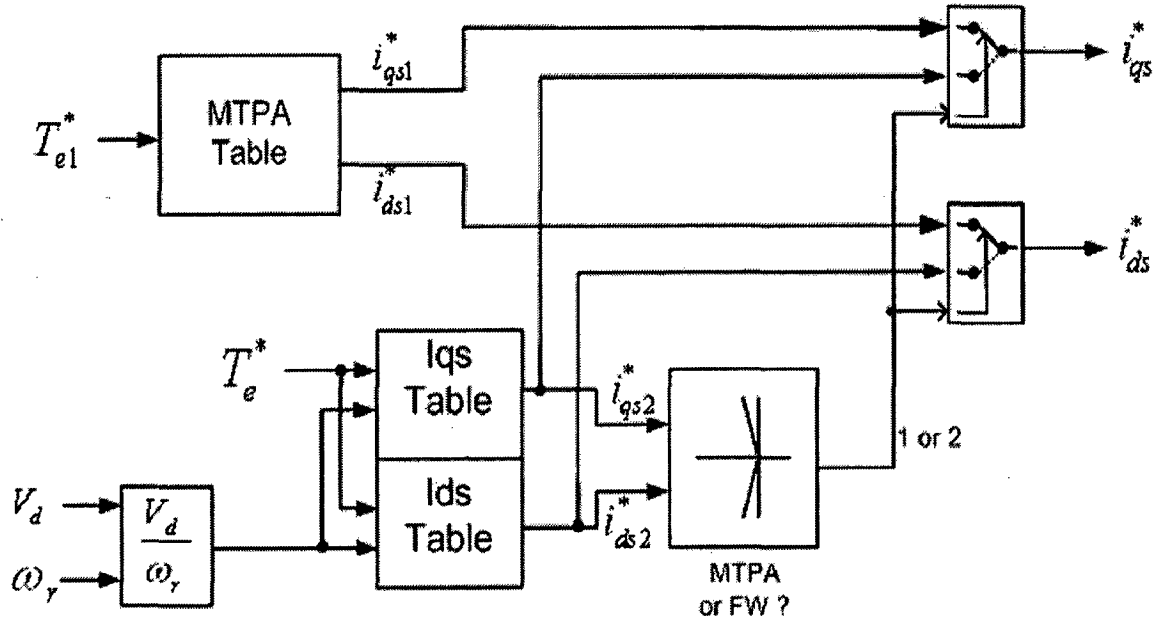 i*qs1
i*qs
MTPA
Table
T*e1
i*ds1
i*ds
Iqs
Table
T*e
i*qs2
1 or 2
Ids
Table
i*ds2
Vd
Vd
ωr
ωr
MTPA
or FW ?